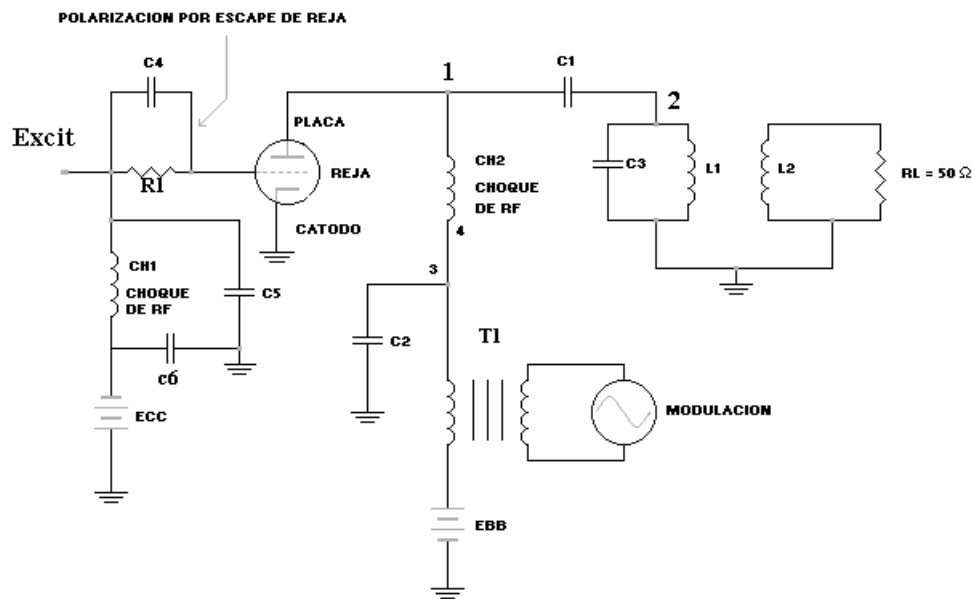 POLARIZACION POR ESCAPE DE REJA
C4
1
C1
2
Excit
PLACA
R1
REJA
CH2
CHOQUE
DE RF
C3
L1
L2
RL = 50 Ω
CATODO
4
CH1
CHOQUE
DE RF
C5
3
C2
T1
c6
ECC
MODULACION
EBB